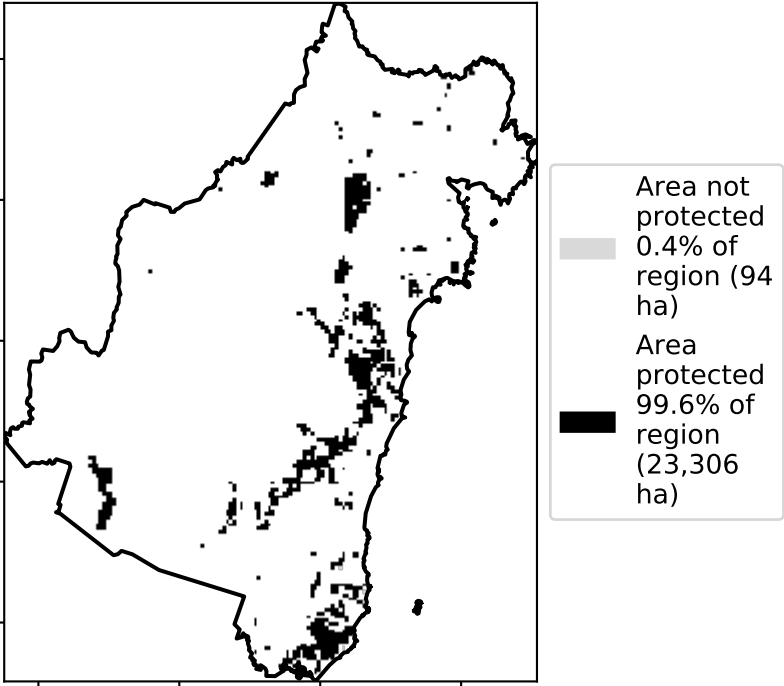 Area not
protected
0.4% of
region (94
ha)
Area
protected
99.6% of
region
(23,306
ha)